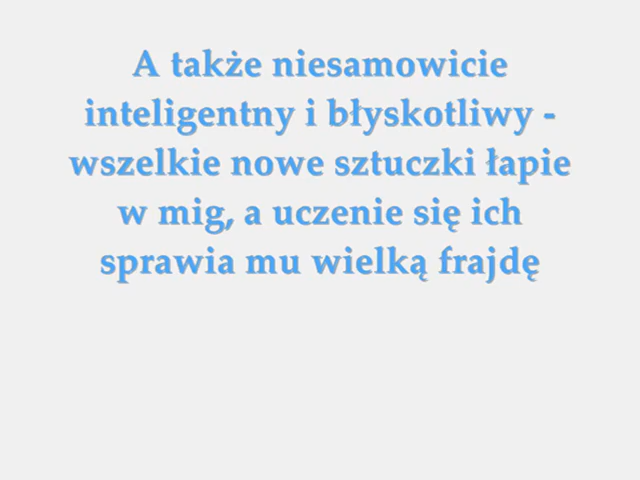 A także niesamowicie
inteligentny i błyskotliwy -
wszelkie nowe sztuczki łapie
w mig, a uczenie się ich
sprawia mu wielką frajdę